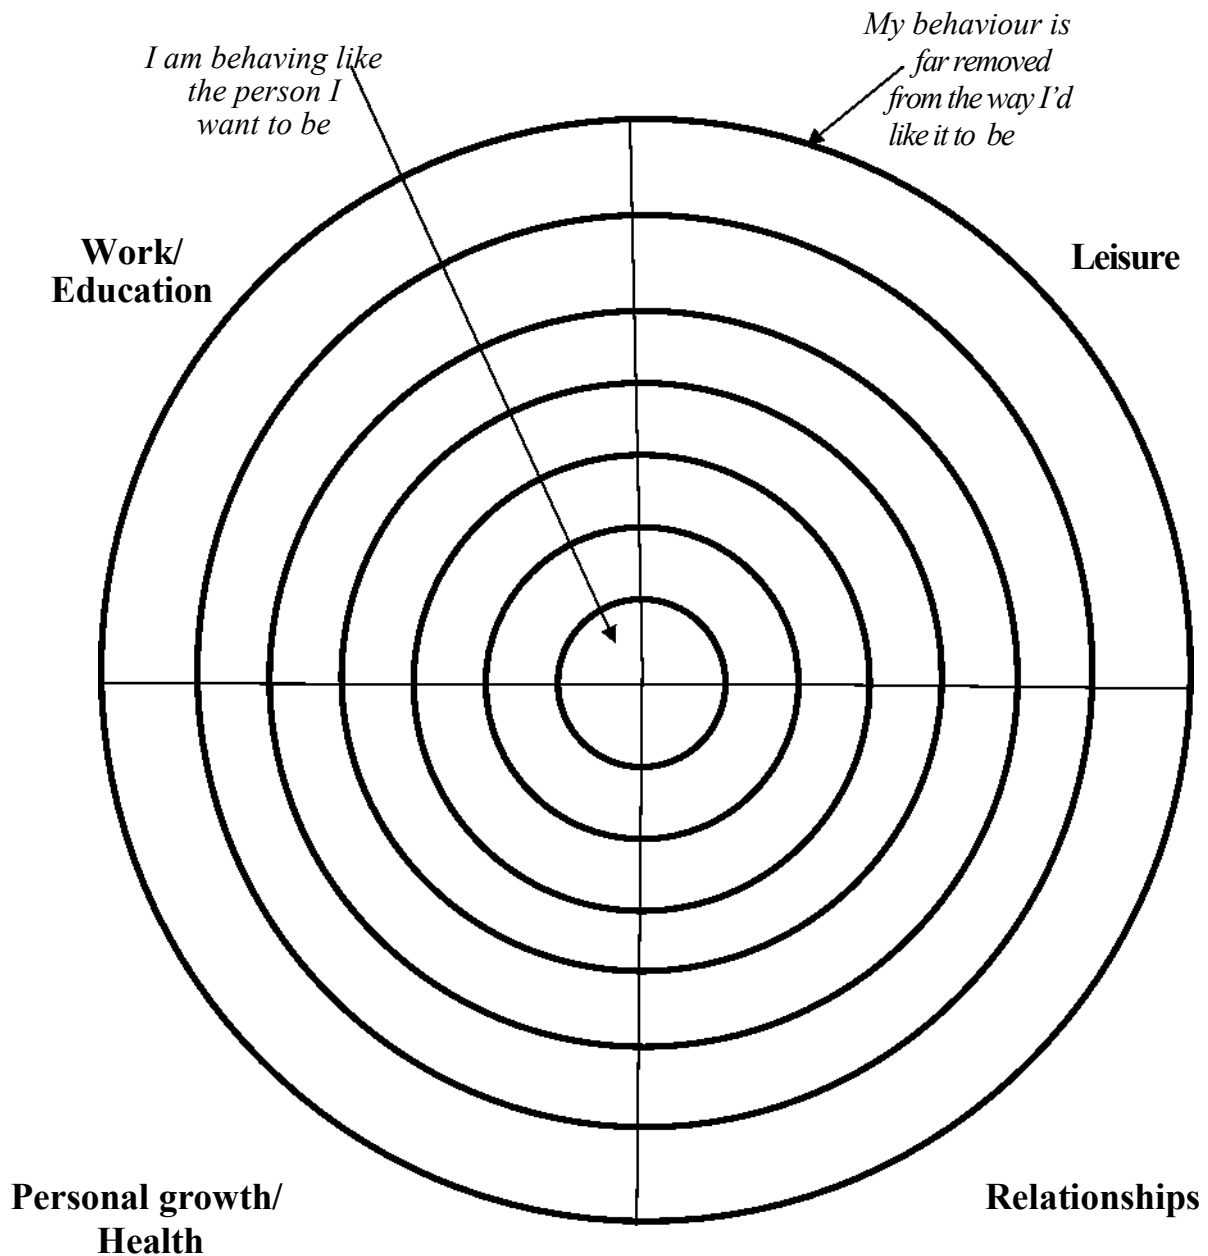 I am behaving like
the person I
want to be
My behaviour is
far removed
from the way I'd
like it to be
Work/
Education
Leisure
Personal growth/
Health
Relationships